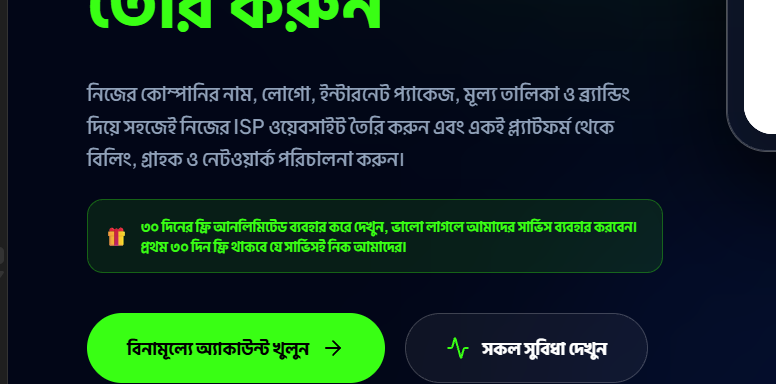 তৈরি করুন
নিজের কোম্পানির নাম, লোগো, ইন্টারনেট প্যাকেজ, মূল্য তালিকা ও ব্র্যান্ডিং
দিয়ে সহজেই নিজের ISP ওয়েবসাইট তৈরি করুন এবং একই প্ল্যাটফর্ম থেকে
বিলিং, গ্রাহক ও নেটওয়ার্ক পরিচালনা করুন।
৩০ দিনের ফ্রি আনলিমিটেড ব্যবহার করে দেখুন, ভালো লাগলে আমাদের সার্ভিস ব্যবহার করবেন।
প্রথম ৩০ দিন ফ্রি থাকবে যে সার্ভিসই নিক আমাদের।
বিনামূল্যে অ্যাকাউন্ট খুলুন →
সকল সুবিধা দেখুন